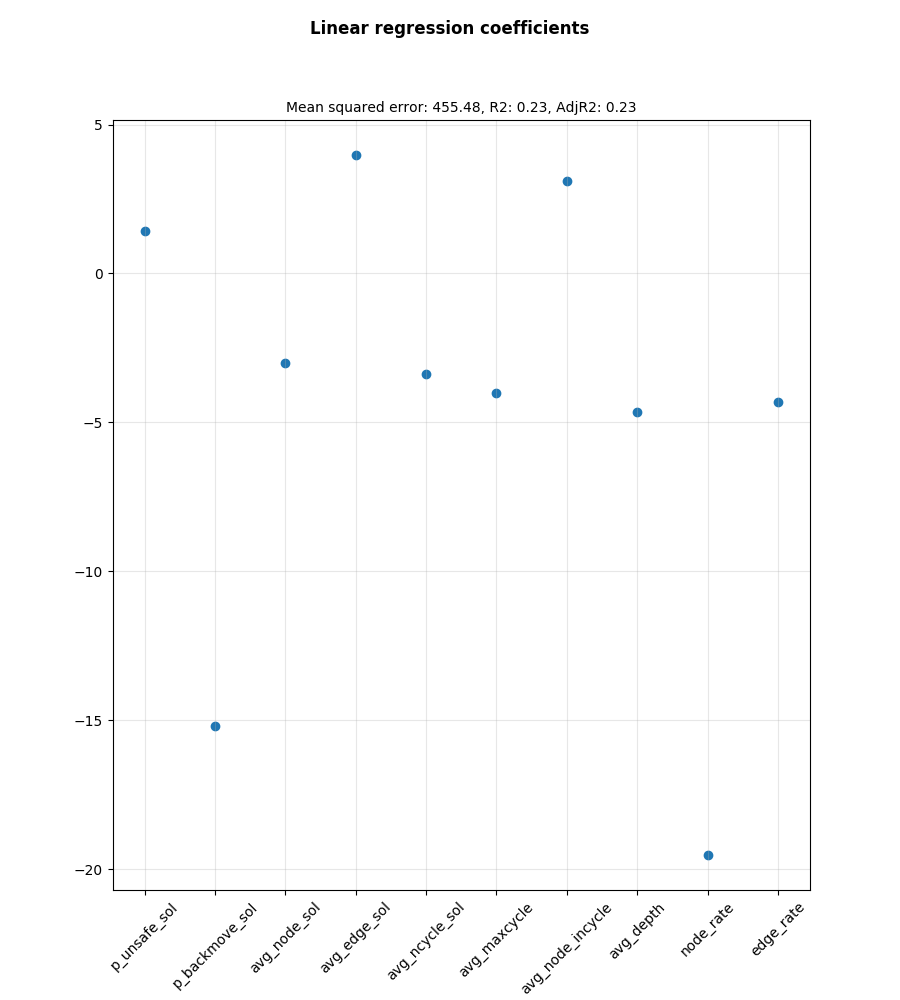 Linear regression coefficients
Mean squared error: 455.48, R2: 0.23, AdjR2: 0.23
5
0
−5
−10
−15
−20
p_unsafe_sol
p_backmove_sol
avg_node_sol
avg_edge_sol
avg_ncycle_sol
avg_maxcycle
avg_node_incycle
avg_depth
node_rate
edge_rate